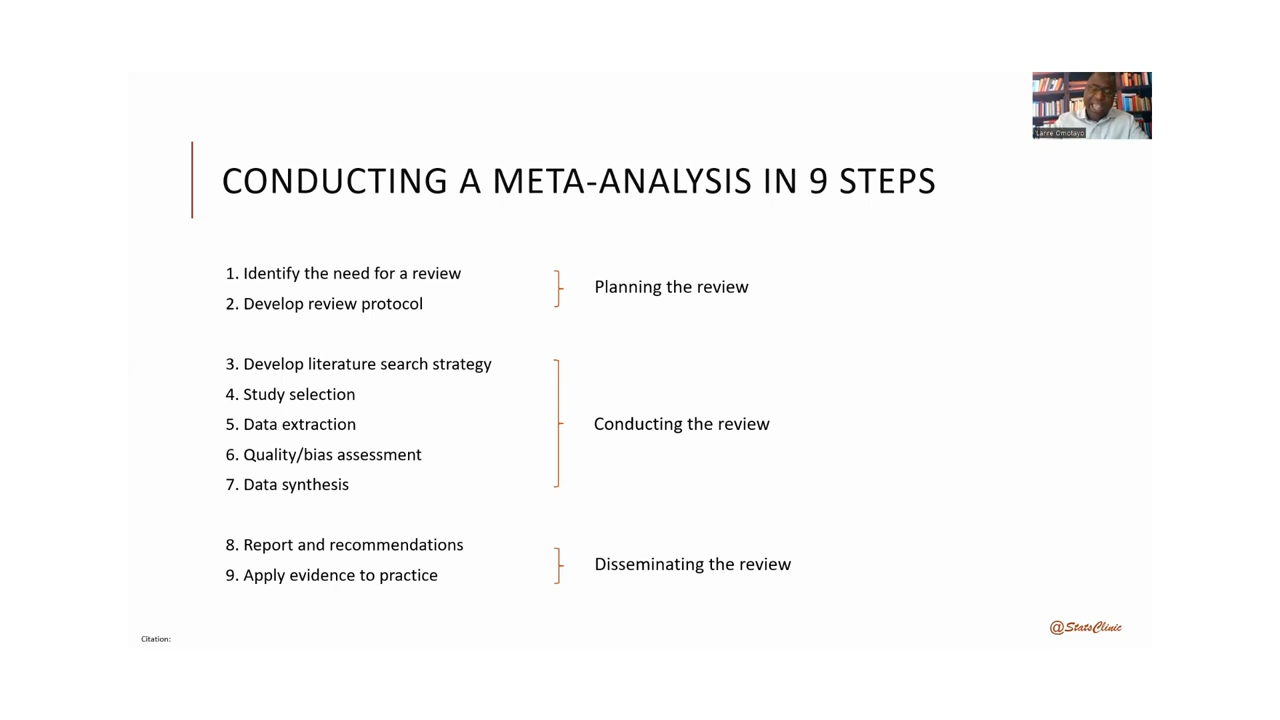 Lanre Omotayo
CONDUCTING A META-ANALYSIS IN 9 STEPS
1. Identify the need for a review
2. Develop review protocol
Planning the review
3. Develop literature search strategy
4. Study selection
5. Data extraction
6. Quality/bias assessment
7. Data synthesis
Conducting the review
8. Report and recommendations
9. Apply evidence to practice
Disseminating the review
Citation:
@StatsClinic